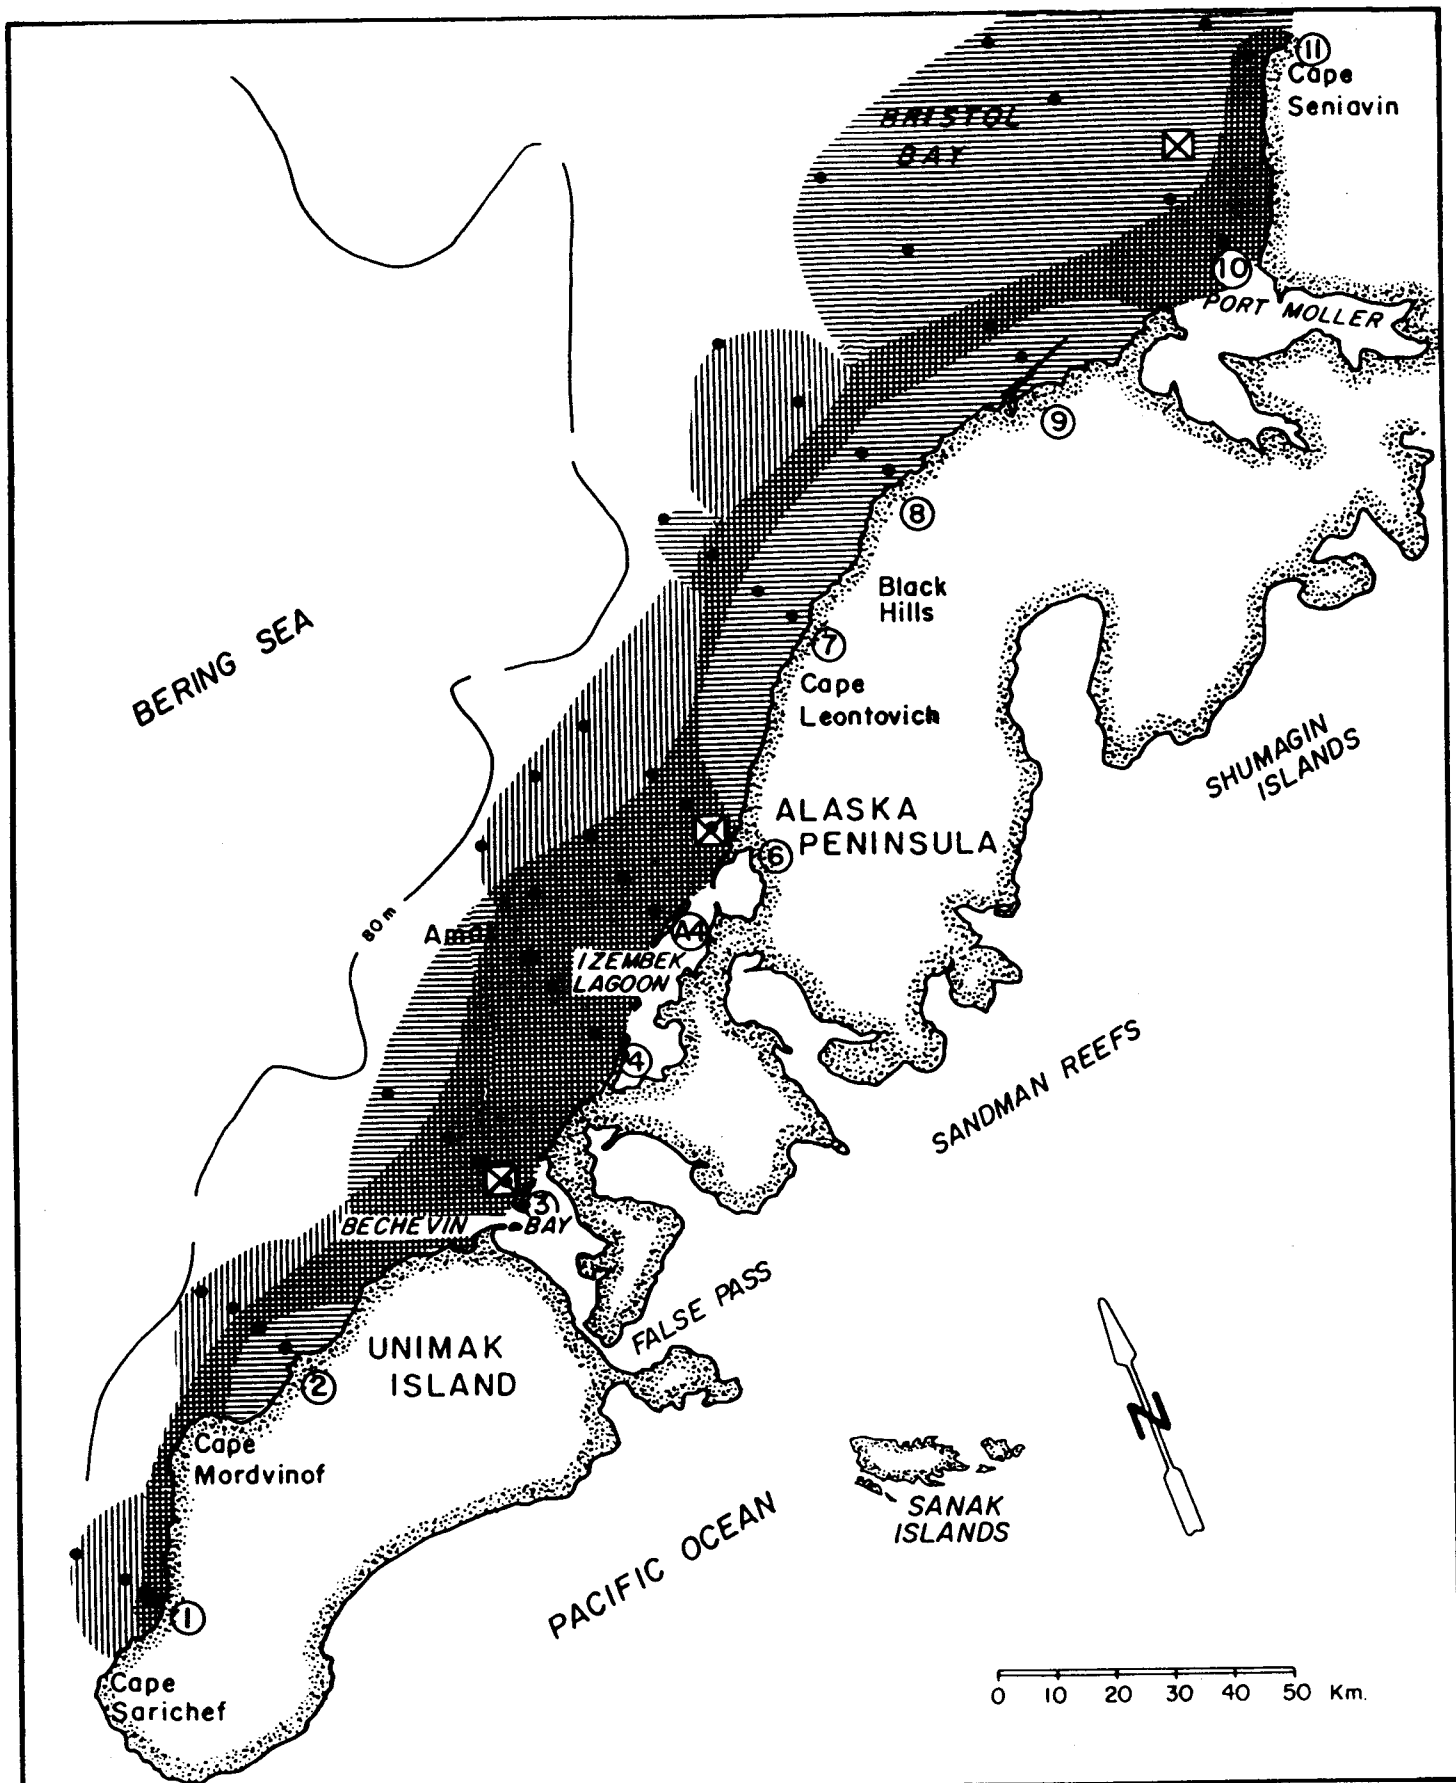 11
Cape
Seniavin
BRISTOL
BAY
10
PORT MOLLER
9
8
Black
Hills
7
Cape
Leontovich
BERING SEA
SHUMAGIN
ISLANDS
ALASKA
PENINSULA
6
80 m
A4
IZEMBEK
LAGOON
4
SANDMAN REEFS
3
BECHEVIN BAY
FALSE PASS
UNIMAK
ISLAND
2
Cape
Mordvinof
N
SANAK
ISLANDS
PACIFIC OCEAN
1
Cape
Sarichef
0 10 20 30 40 50 Km.